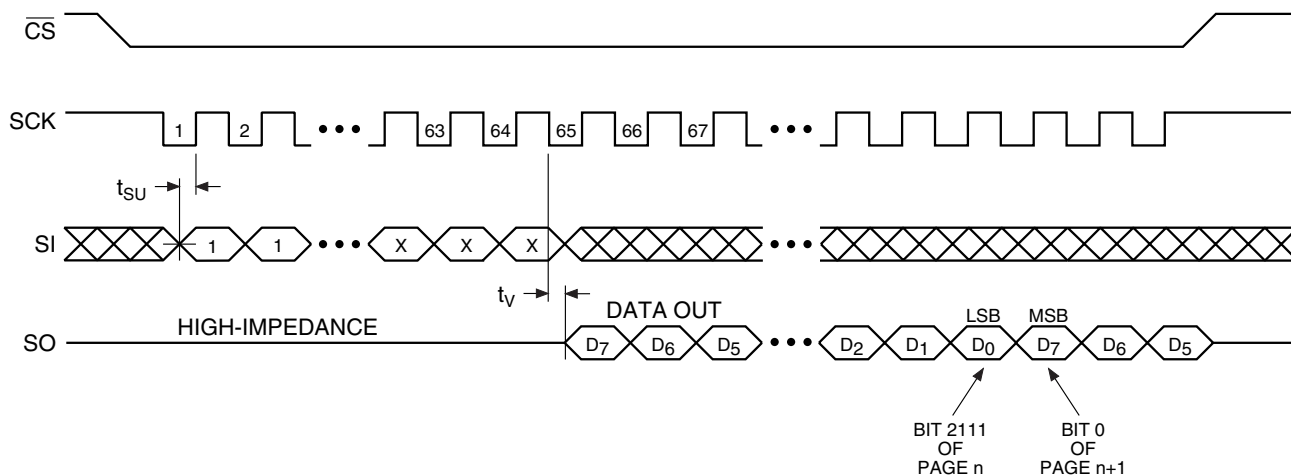 CS
SCK 1 2 ••• 63 64 65 66 67 •••
tSU
SI 1 1 ••• X X X •••
tV
HIGH-IMPEDANCE
DATA OUT
LSB MSB
SO D7 D6 D5 ••• D2 D1 D0 D7 D6 D5
BIT 2111
OF
PAGE n
BIT 0
OF
PAGE n+1